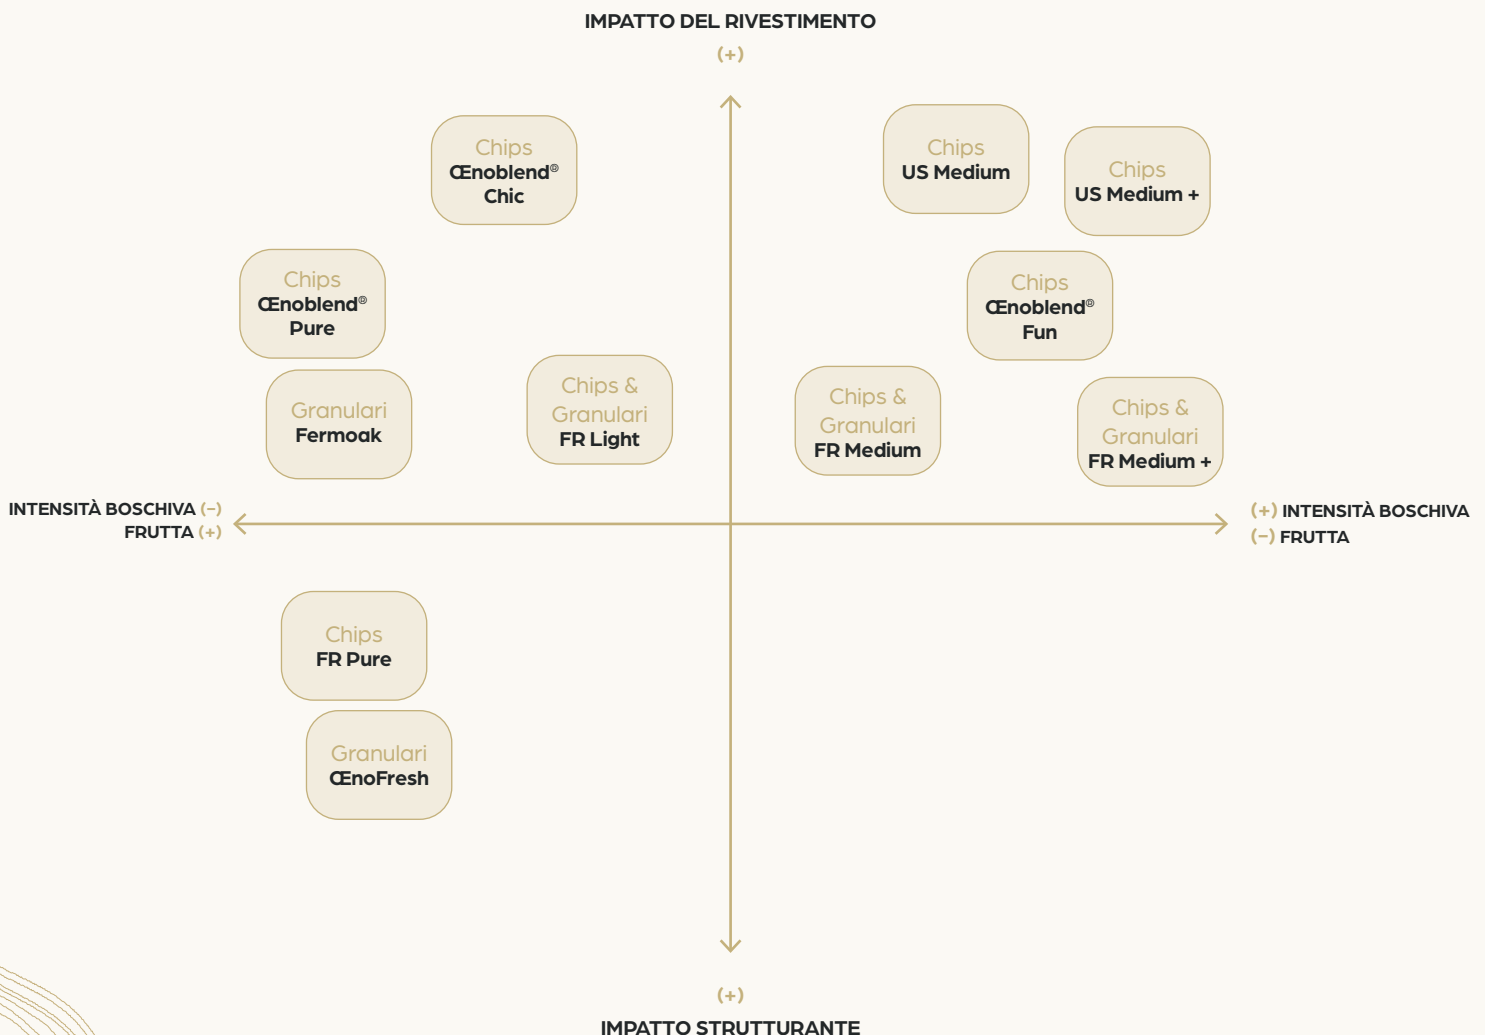 IMPATTO DEL RIVESTIMENTO
(+)
Chips
Œnoblend®
Chic
Chips
US Medium
Chips
US Medium +
Chips
Œnoblend®
Pure
Chips
Œnoblend®
Fun
Granulari
Fermoak
Chips &
Granulari
FR Light
Chips &
Granulari
FR Medium
Chips &
Granulari
FR Medium +
INTENSITÀ BOSCHIVA (-)
FRUTTA (+)
(+) INTENSITÀ BOSCHIVA
(-) FRUTTA
Chips
FR Pure
Granulari
ŒnoFresh
(+)
IMPATTO STRUTTURANTE